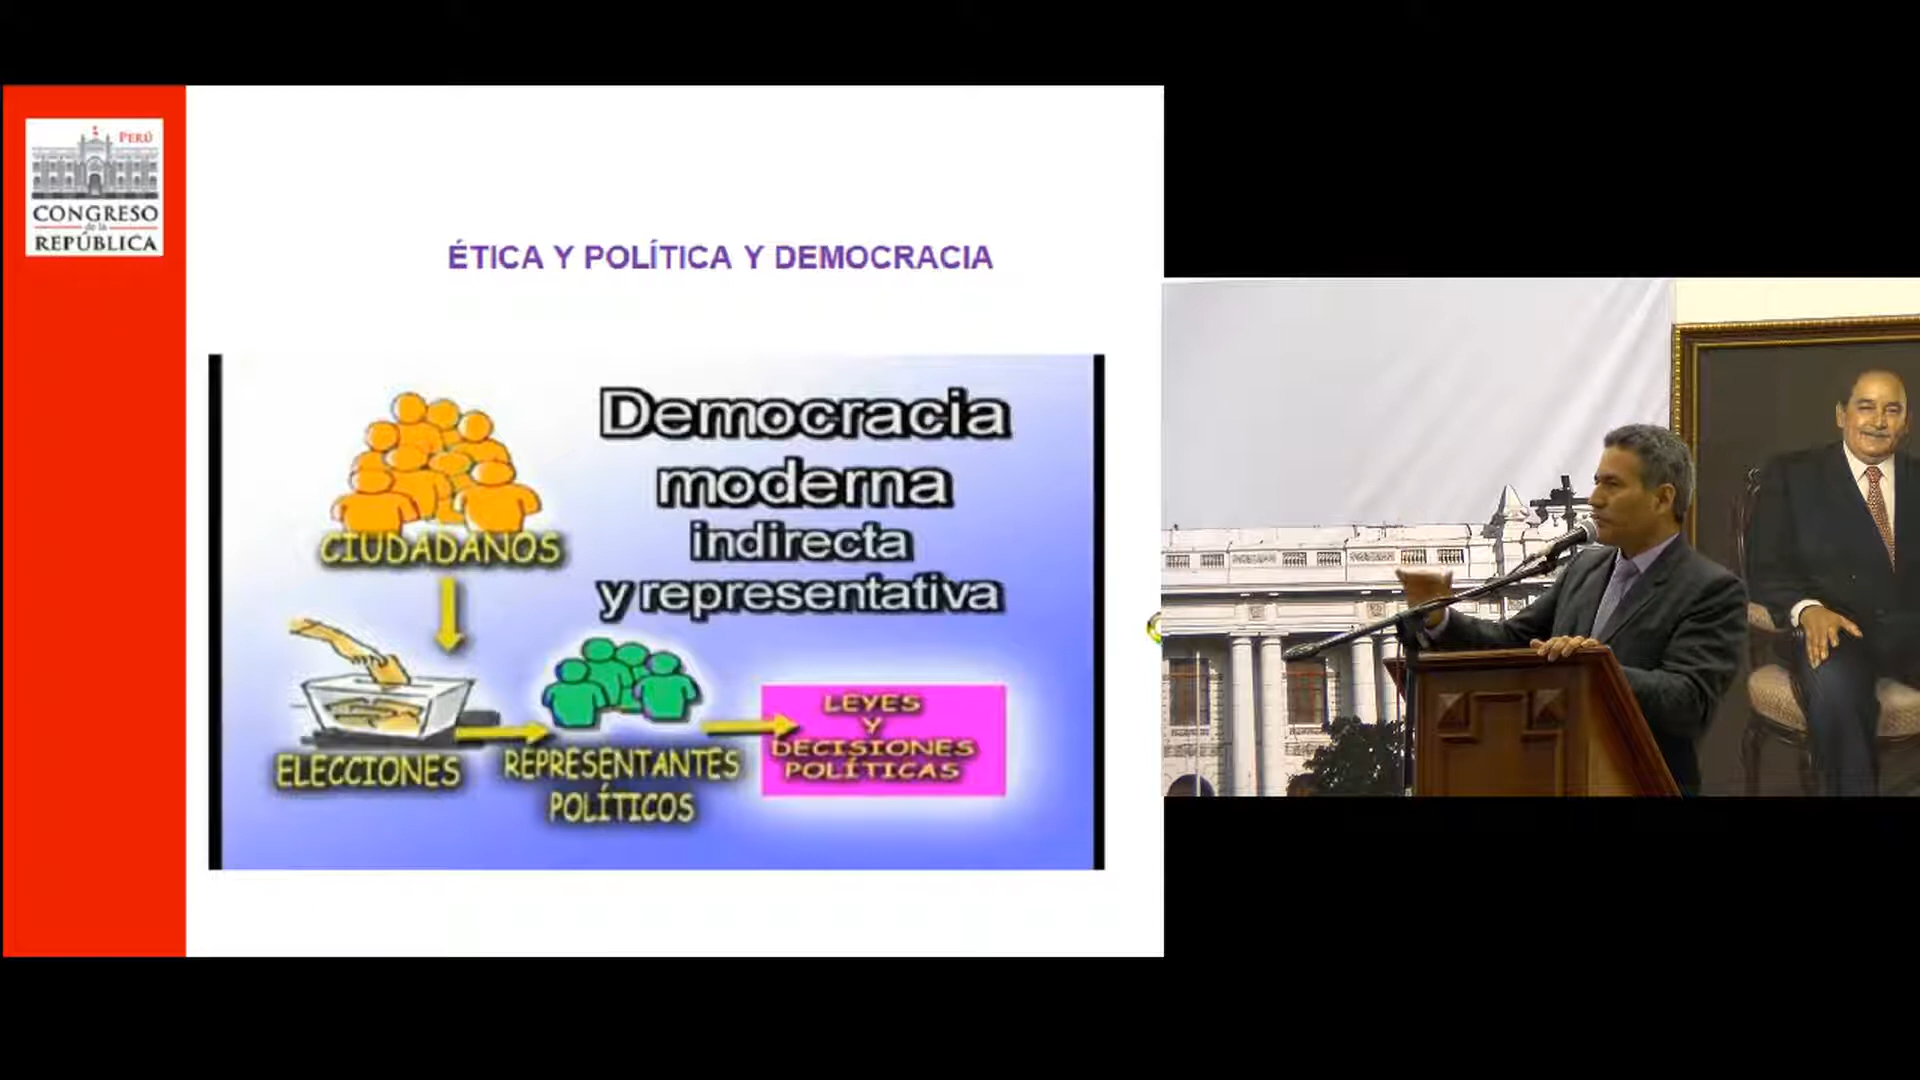 PERÚ
CONGRESO
de la
REPÚBLICA
ÉTICA Y POLÍTICA Y DEMOCRACIA
Democracia
moderna
indirecta
y representativa
CIUDADANOS
ELECCIONES
REPRESENTANTES
POLÍTICOS
LEYES
Y
DECISIONES
POLÍTICAS